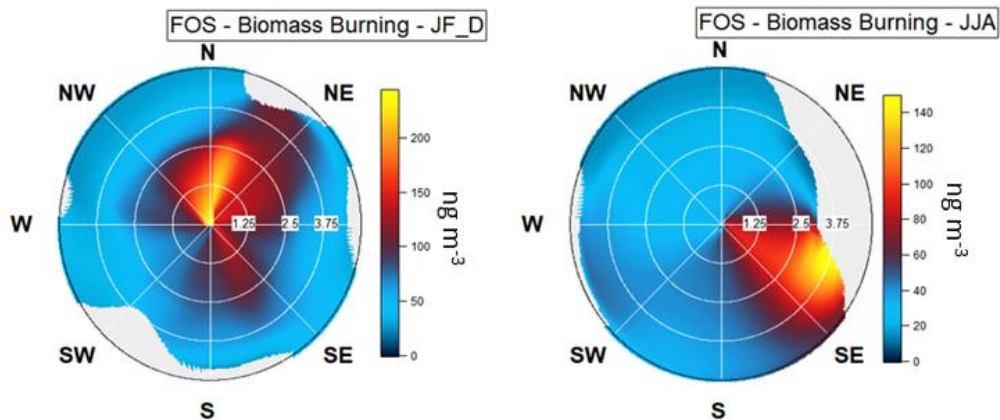 FOS - Biomass Burning - JF_D
N
NW
NE
W
1.25
2.5
3.75
SW
SE
S
200
150
100
50
0
ng m-3
FOS - Biomass Burning - JJA
N
NE
W
1.25
2.5
3.75
SW
SE
S
140
120
100
80
60
40
20
0
ng m-3